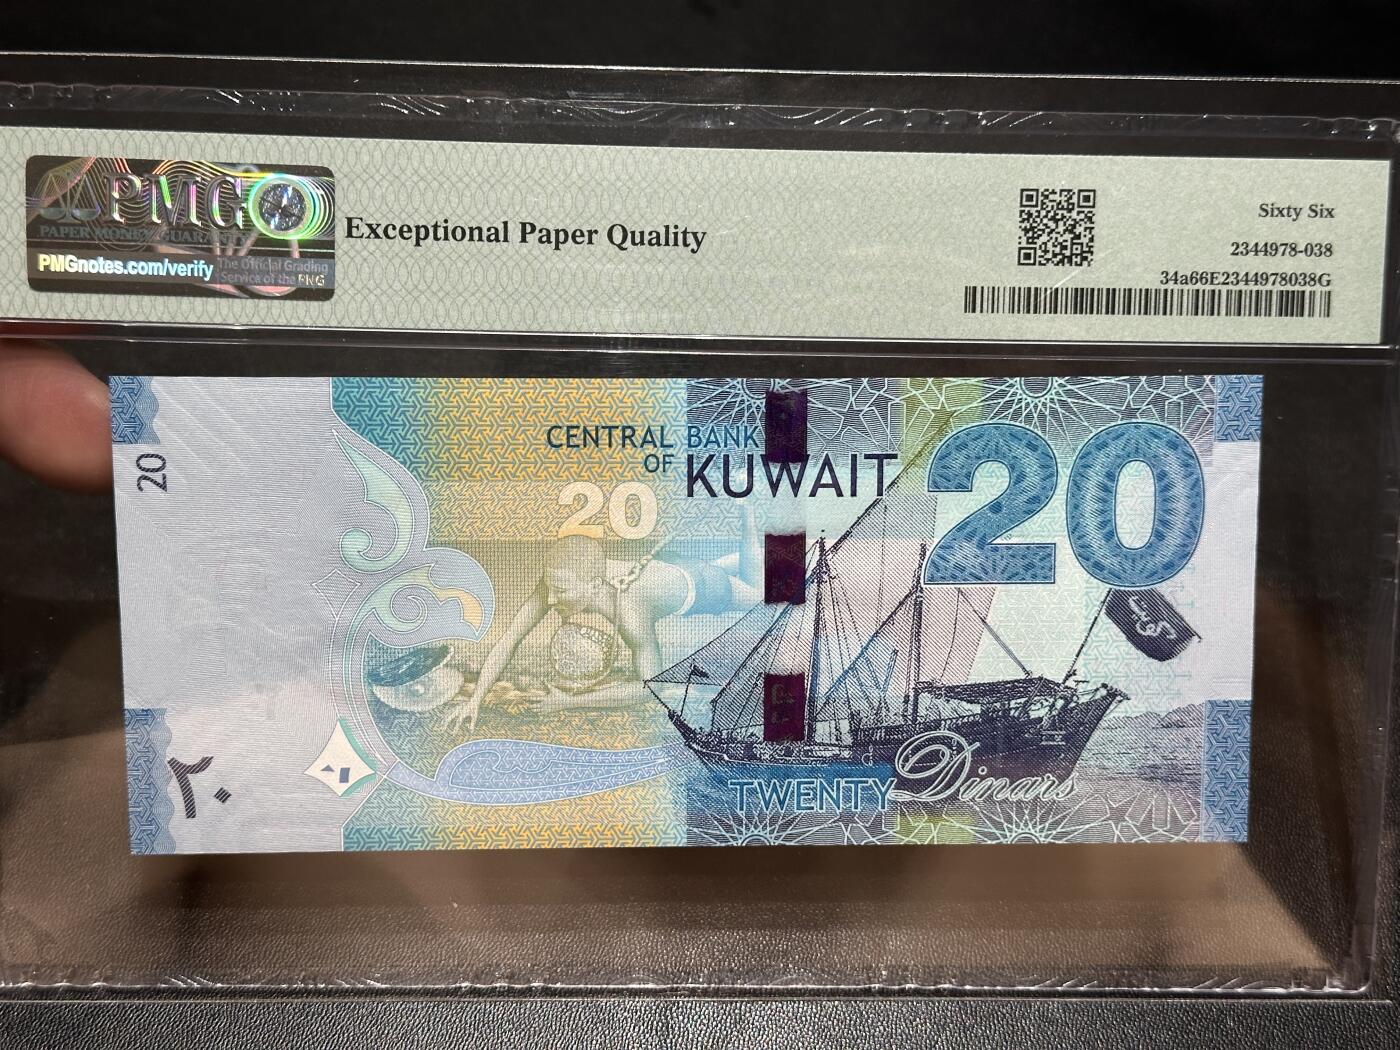 PMG
PAPER MONEY GUARANTY
PMGnotes.com/verify
The Official Grading
Service of the PNG
Exceptional Paper Quality
Sixty Six
2344978-038
34a66E2344978038G
20
CENTRAL BANK
OF KUWAIT
20
20
٢٠
TWENTY Dinars